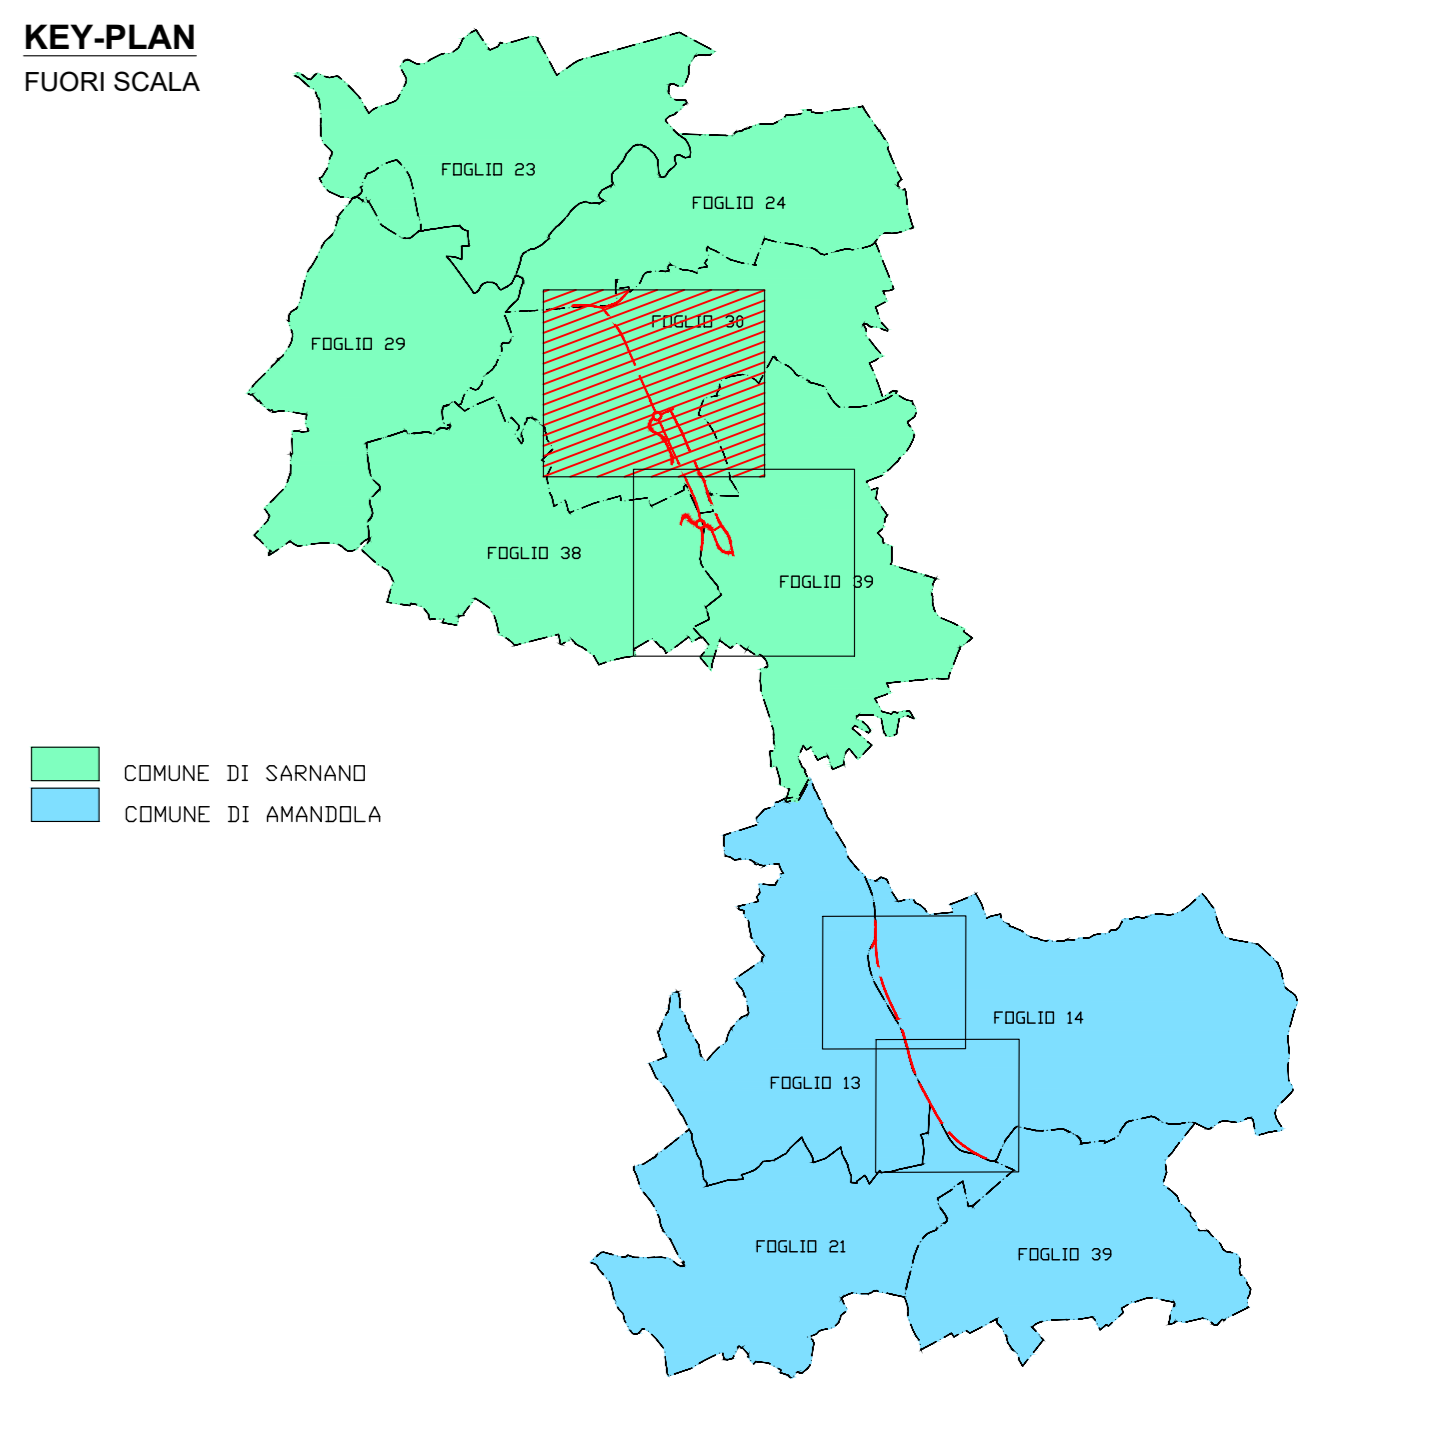 KEY-PLAN
FUORI SCALA
FOGLIO 23
FOGLIO 24
FOGLIO 30
FOGLIO 29
FOGLIO 38
FOGLIO 39
COMUNE DI SARNANO
COMUNE DI AMANDOLA
FOGLIO 14
FOGLIO 13
FOGLIO 21
FOGLIO 39